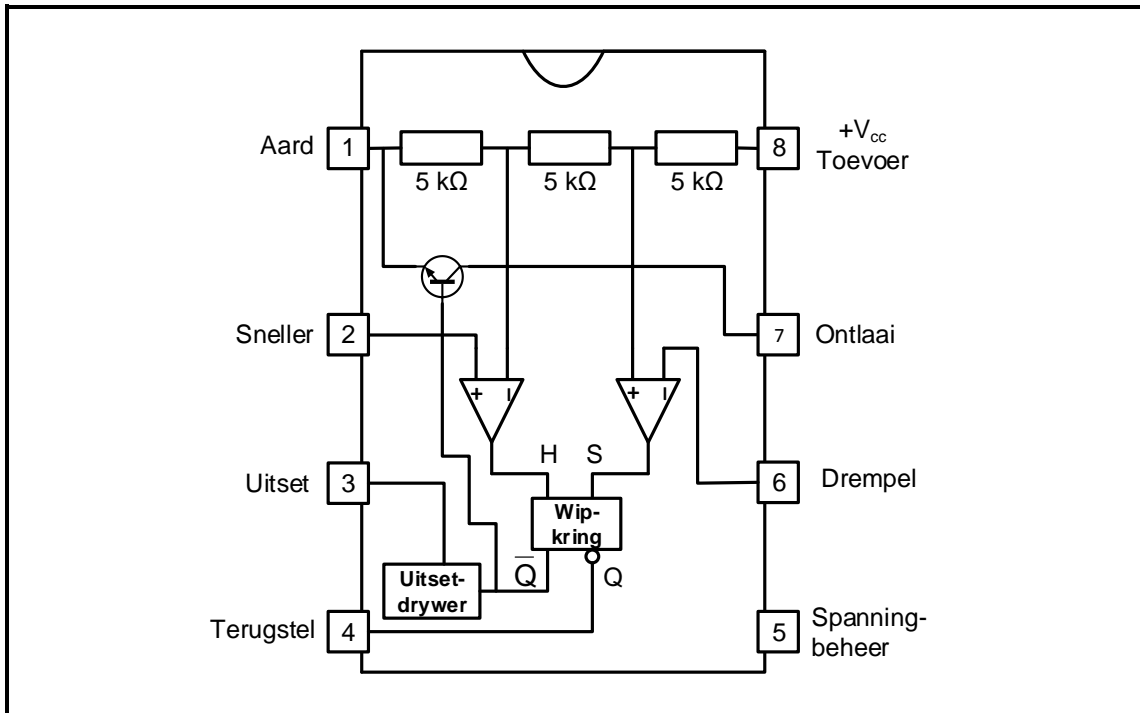 Aard
1
5 kΩ
5 kΩ
5 kΩ
8
+Vcc
Toevoer
Sneller
2
7
Ontlaai
+
–
+
–
H
S
Uitset
3
6
Drempel
Wip-
kring
Q̅
Q
Uitset-
drywer
Terugstel
4
5
Spanning-
beheer